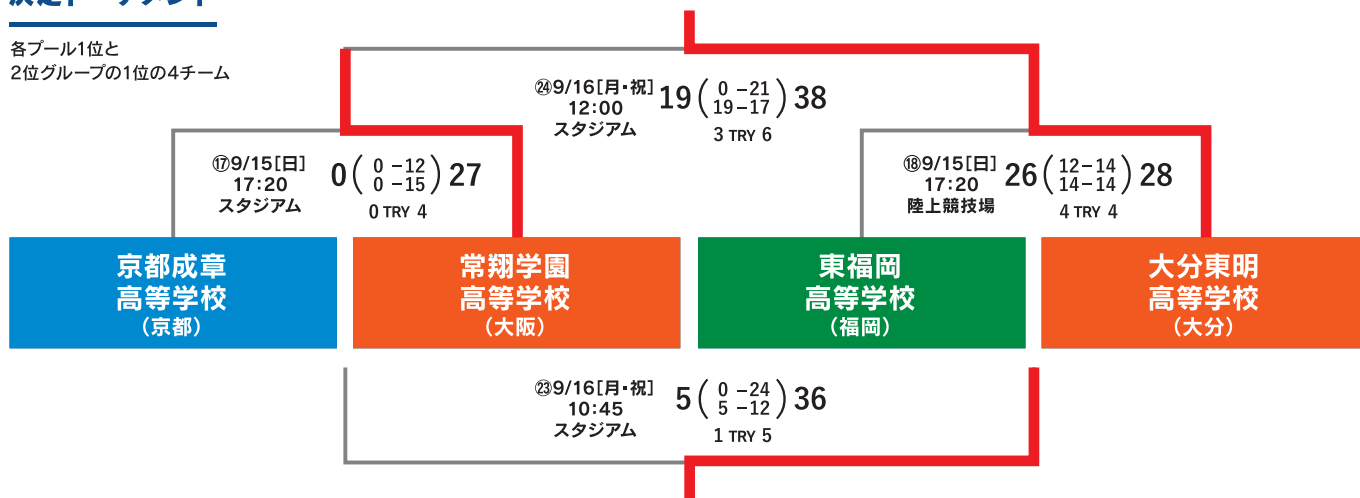 各プール1位と
2位グループの1位の4チーム
㉔9/16[月・祝]
12:00
スタジアム
19(0-21 19-17)38
3 TRY 6
⑰9/15[日]
17:20
スタジアム
0(0-12 0-15)27
0 TRY 4
⑱9/15[日]
17:20
陸上競技場
26(12-14 14-14)28
4 TRY 4
京都成章
高等学校
(京都)
常翔学園
高等学校
(大阪)
東福岡
高等学校
(福岡)
大分東明
高等学校
(大分)
㉓9/16[月・祝]
10:45
スタジアム
5(0-24 5-12)36
1 TRY 5